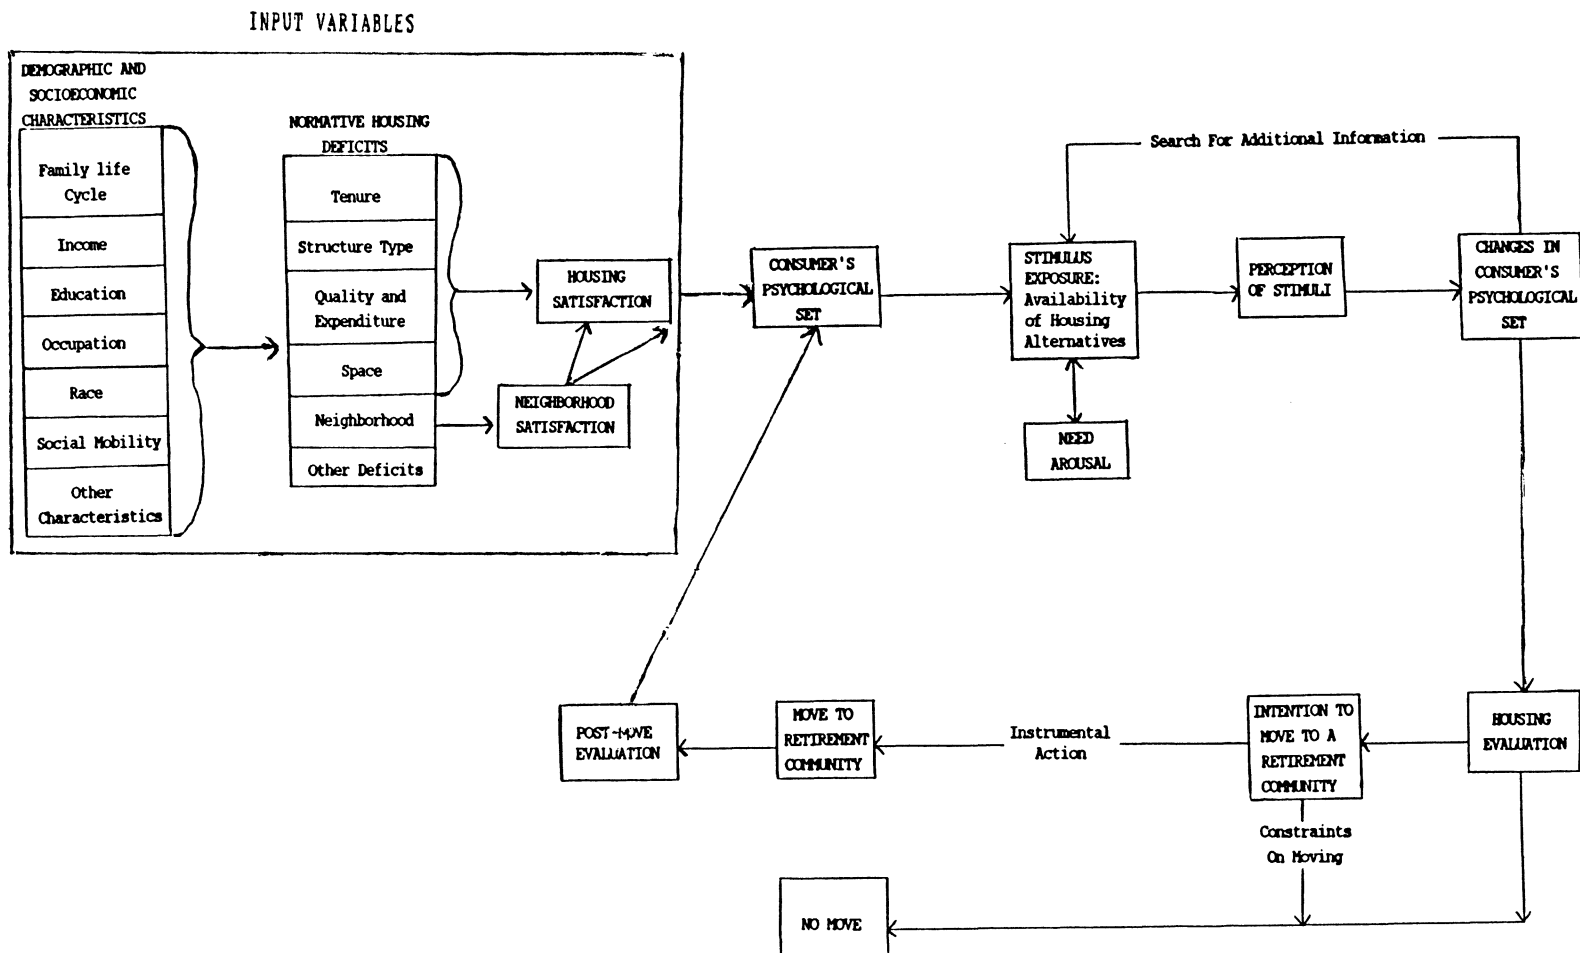 INPUT VARIABLES
DEMOGRAPHIC AND
SOCIOECONOMIC
CHARACTERISTICS
Family life
Cycle
Income
Education
Occupation
Race
Social Mobility
Other
Characteristics
NORMATIVE HOUSING
DEFICITS
Tenure
Structure Type
Quality and
Expenditure
Space
Neighborhood
Other Deficits
HOUSING
SATISFACTION
NEIGHBORHOOD
SATISFACTION
CONSUMER'S
PSYCHOLOGICAL
SET
Search For Additional Information
STIMULUS
EXPOSURE:
Availability
of Housing
Alternatives
NEED
AROUSAL
PERCEPTION
OF STIMULI
CHANGES IN
CONSUMER'S
PSYCHOLOGICAL
SET
HOUSING
EVALUATION
INTENTION TO
MOVE TO A
RETIREMENT
COMMUNITY
Instrumental
Action
MOVE TO
RETIREMENT
COMMUNITY
POST-MOVE
EVALUATION
Constraints
On Moving
NO MOVE